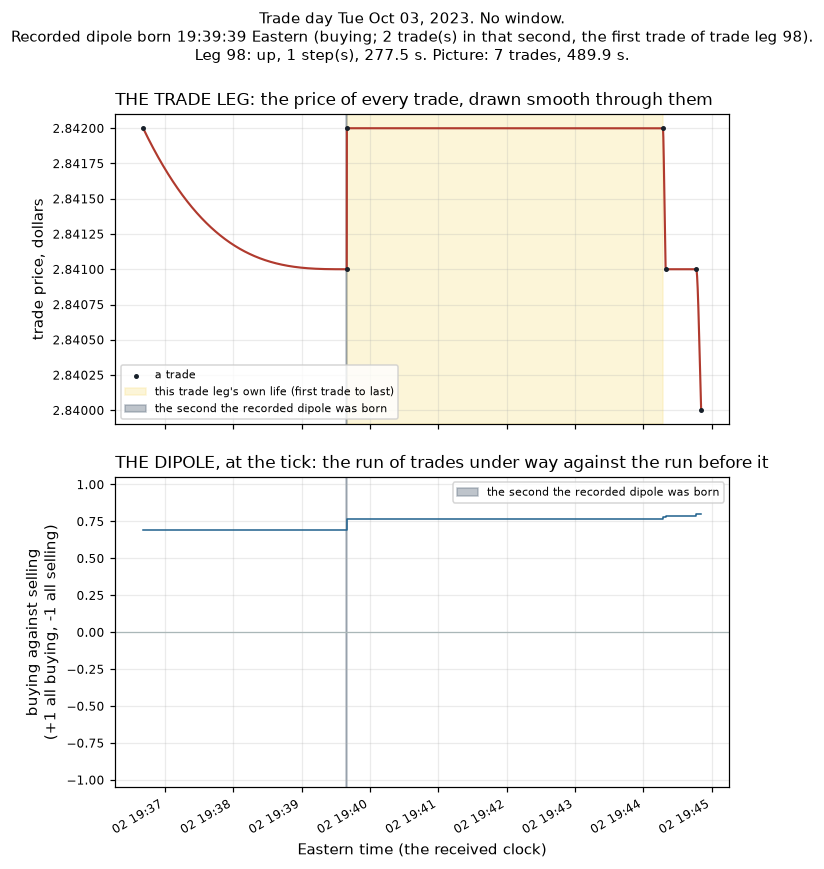 Trade day Tue Oct 03, 2023. No window.
Recorded dipole born 19:39:39 Eastern (buying; 2 trade(s) in that second, the first trade of trade leg 98).
Leg 98: up, 1 step(s), 277.5 s. Picture: 7 trades, 489.9 s.
THE TRADE LEG: the price of every trade, drawn smooth through them
trade price, dollars
2.84200
2.84175
2.84150
2.84125
2.84100
2.84075
2.84050
2.84025
2.84000
a trade
this trade leg's own life (first trade to last)
the second the recorded dipole was born
THE DIPOLE, at the tick: the run of trades under way against the run before it
buying against selling
(+1 all buying, -1 all selling)
1.00
0.75
0.50
0.25
0.00
−0.25
−0.50
−0.75
−1.00
the second the recorded dipole was born
02 19:37
02 19:38
02 19:39
02 19:40
02 19:41
02 19:42
02 19:43
02 19:44
02 19:45
Eastern time (the received clock)